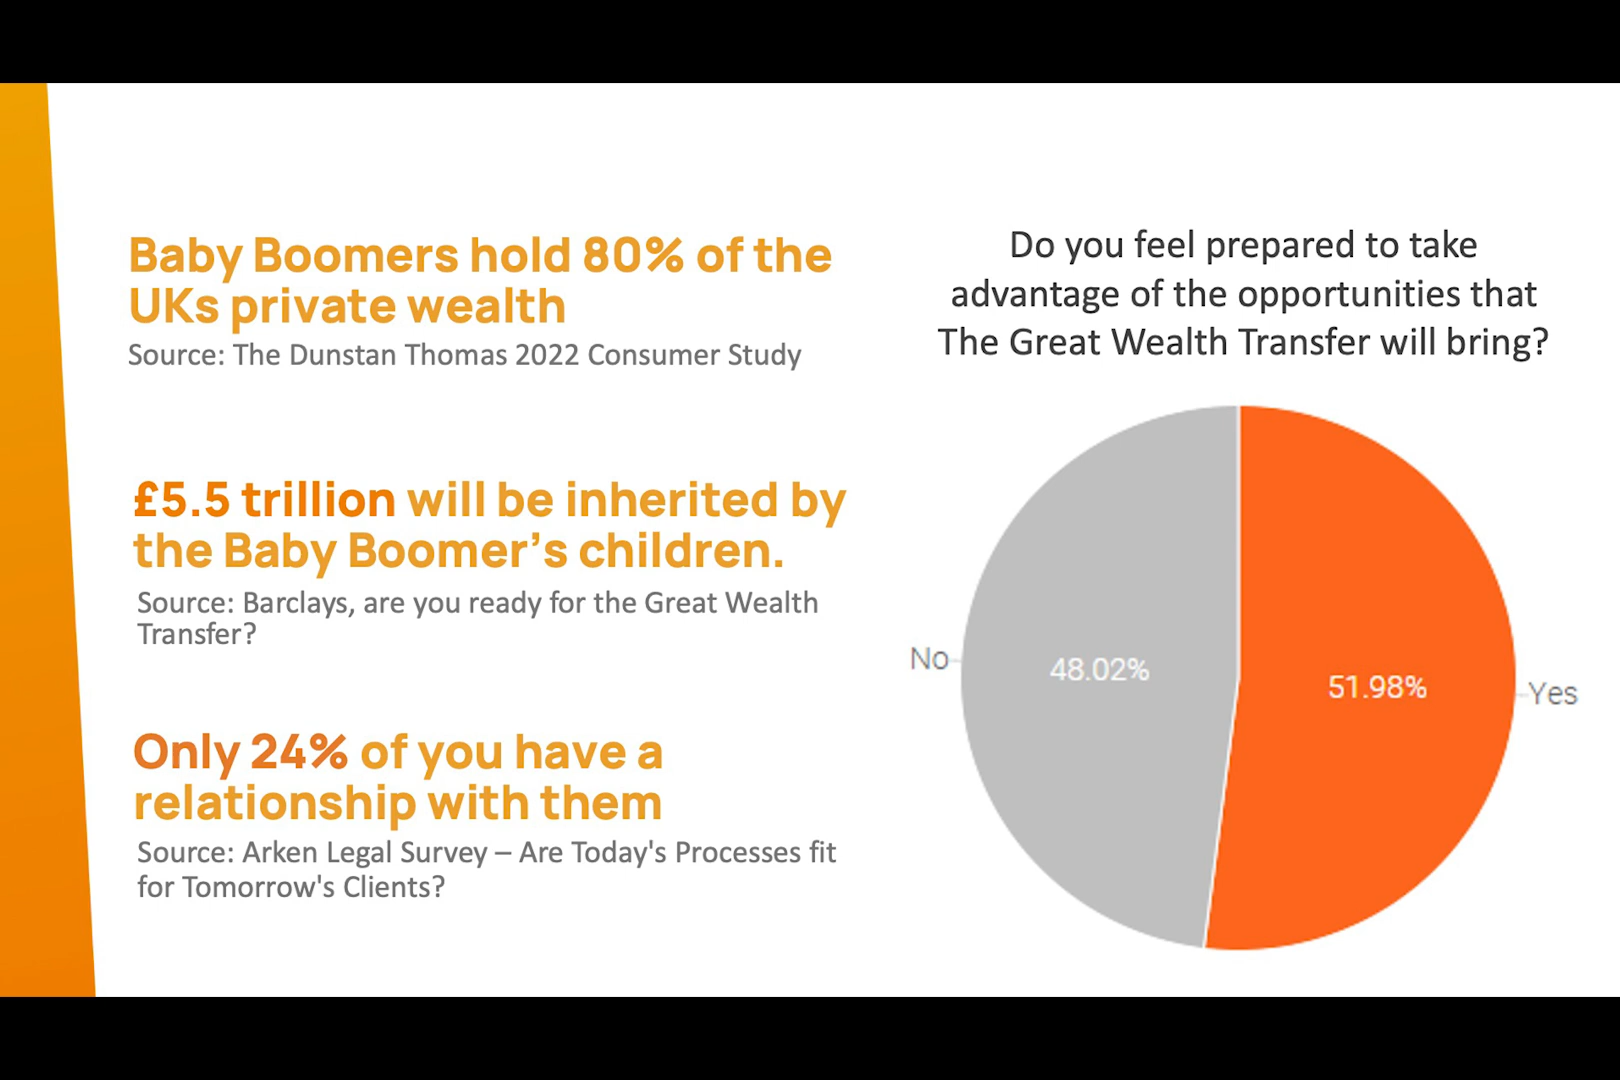 Baby Boomers hold 80% of the
UKs private wealth
Source: The Dunstan Thomas 2022 Consumer Study
£5.5 trillion will be inherited by
the Baby Boomer’s children.
Source: Barclays, are you ready for the Great Wealth
Transfer?
Only 24% of you have a
relationship with them
Source: Arken Legal Survey – Are Today's Processes fit
for Tomorrow's Clients?
Do you feel prepared to take
advantage of the opportunities that
The Great Wealth Transfer will bring?
No
48.02%
51.98%
Yes